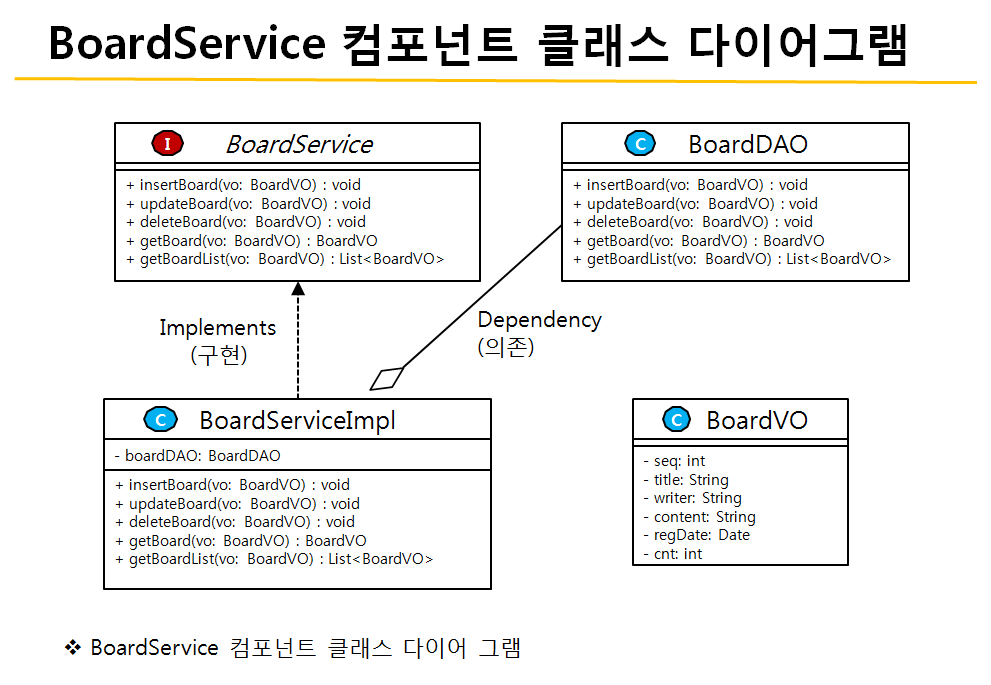 BoardService 컴포넌트 클래스 다이어그램
I BoardService
+ insertBoard(vo: BoardVO) : void
+ updateBoard(vo: BoardVO) : void
+ deleteBoard(vo: BoardVO) : void
+ getBoard(vo: BoardVO) : BoardVO
+ getBoardList(vo: BoardVO) : List<BoardVO>
C BoardDAO
+ insertBoard(vo: BoardVO) : void
+ updateBoard(vo: BoardVO) : void
+ deleteBoard(vo: BoardVO) : void
+ getBoard(vo: BoardVO) : BoardVO
+ getBoardList(vo: BoardVO) : List<BoardVO>
Implements
(구현)
Dependency
(의존)
C BoardServiceImpl
- boardDAO: BoardDAO
+ insertBoard(vo: BoardVO) : void
+ updateBoard(vo: BoardVO) : void
+ deleteBoard(vo: BoardVO) : void
+ getBoard(vo: BoardVO) : BoardVO
+ getBoardList(vo: BoardVO) : List<BoardVO>
C BoardVO
- seq: int
- title: String
- writer: String
- content: String
- regDate: Date
- cnt: int
❖ BoardService 컴포넌트 클래스 다이어 그램